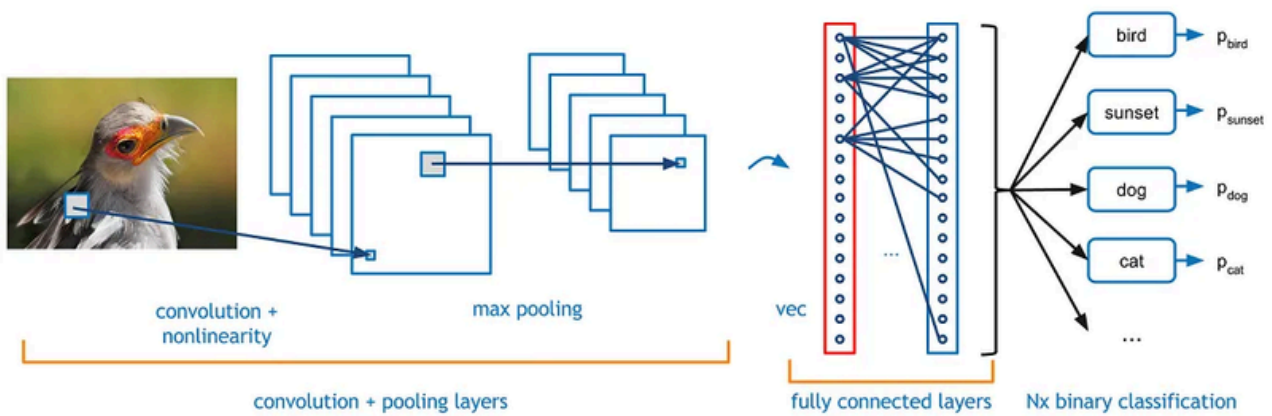 convolution +
nonlinearity
max pooling
convolution + pooling layers
vec
...
fully connected layers
bird
p_bird
sunset
p_sunset
dog
p_dog
cat
p_cat
...
Nx binary classification